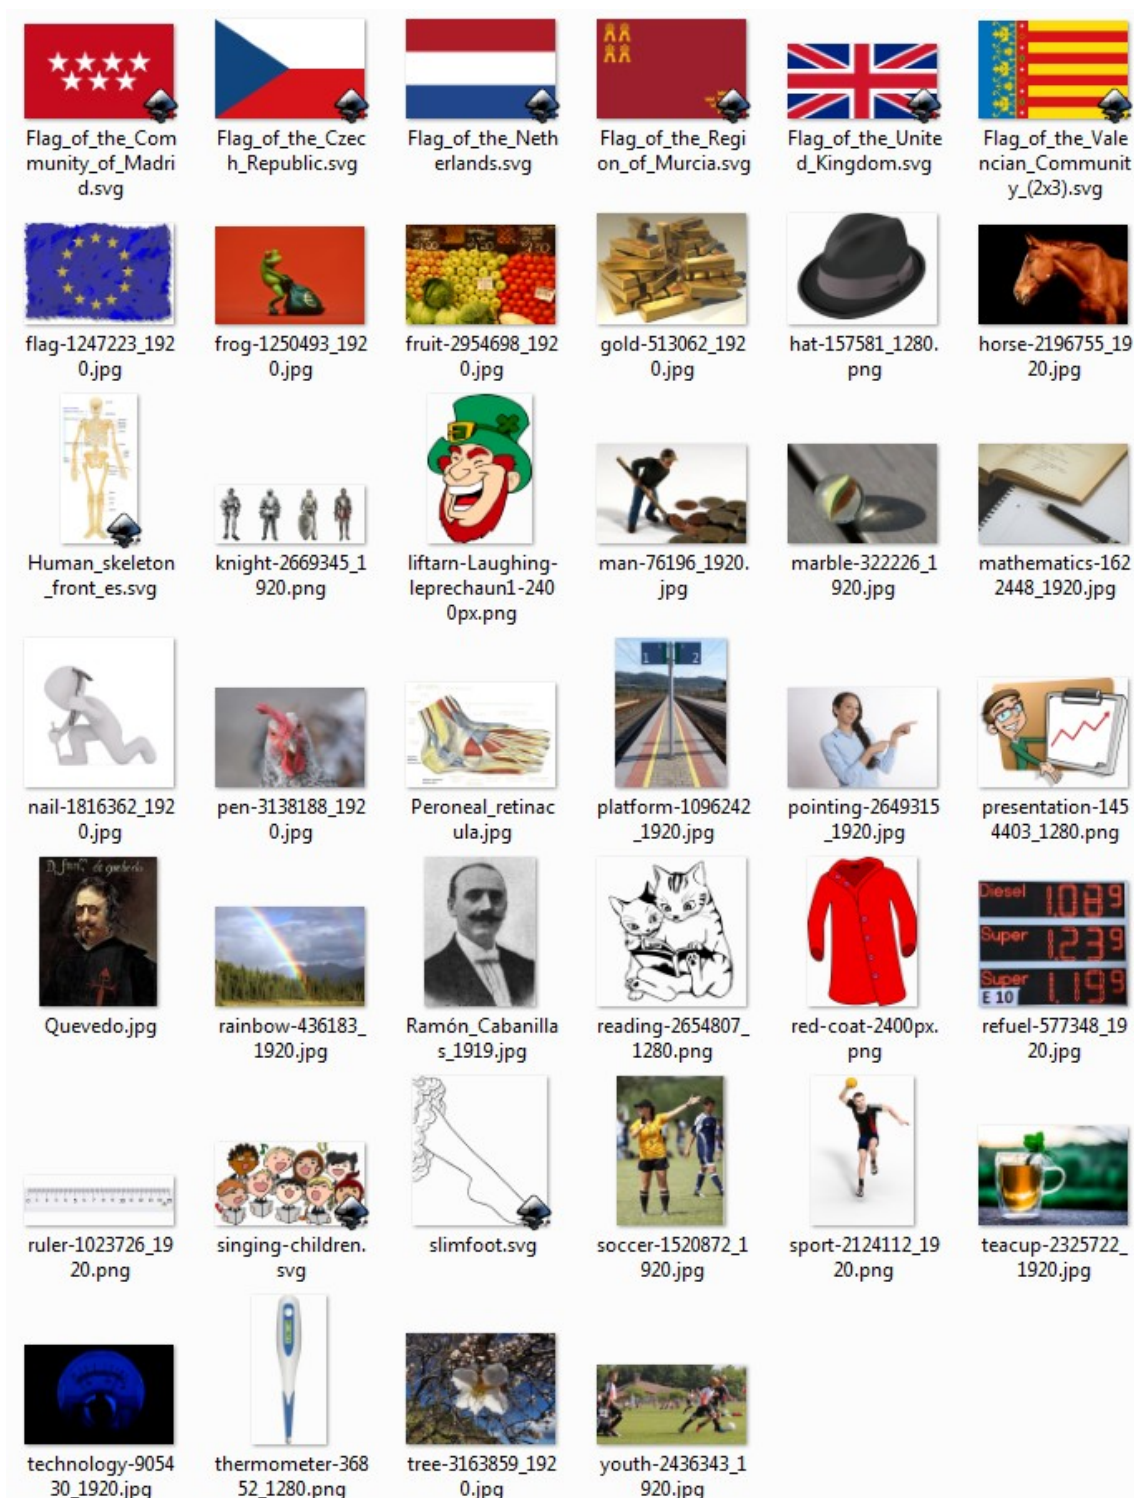 Flag_of_the_Com
munity_of_Madri
d.svg
Flag_of_the_Czec
h_Republic.svg
Flag_of_the_Neth
erlands.svg
Flag_of_the_Regi
on_of_Murcia.svg
Flag_of_the_Unite
d_Kingdom.svg
Flag_of_the_Vale
ncian_Communit
y_(2x3).svg
flag-1247223_192
0.jpg
frog-1250493_192
0.jpg
fruit-2954698_192
0.jpg
gold-513062_192
0.jpg
hat-157581_1280.
png
horse-2196755_19
20.jpg
Human_skeleton
_front_es.svg
knight-2669345_1
920.png
liftarn-Laughing-
leprechaun1-240
0px.png
man-76196_1920.
jpg
marble-322226_1
920.jpg
mathematics-162
2448_1920.jpg
1 2
nail-1816362_192
0.jpg
pen-3138188_192
0.jpg
Peroneal_retinac
ula.jpg
platform-1096242
_1920.jpg
pointing-2649315
_1920.jpg
presentation-145
4403_1280.png
Diesel 1.089
Super 1.239
Super 1.199
E 10
Quevedo.jpg
rainbow-436183_
1920.jpg
Ramón_Cabanilla
s_1919.jpg
reading-2654807_
1280.png
red-coat-2400px.
png
refuel-577348_19
20.jpg
ruler-1023726_19
20.png
singing-children.
svg
slimfoot.svg
soccer-1520872_1
920.jpg
sport-2124112_19
20.png
teacup-2325722_
1920.jpg
technology-9054
30_1920.jpg
thermometer-368
52_1280.png
tree-3163859_192
0.jpg
youth-2436343_1
920.jpg